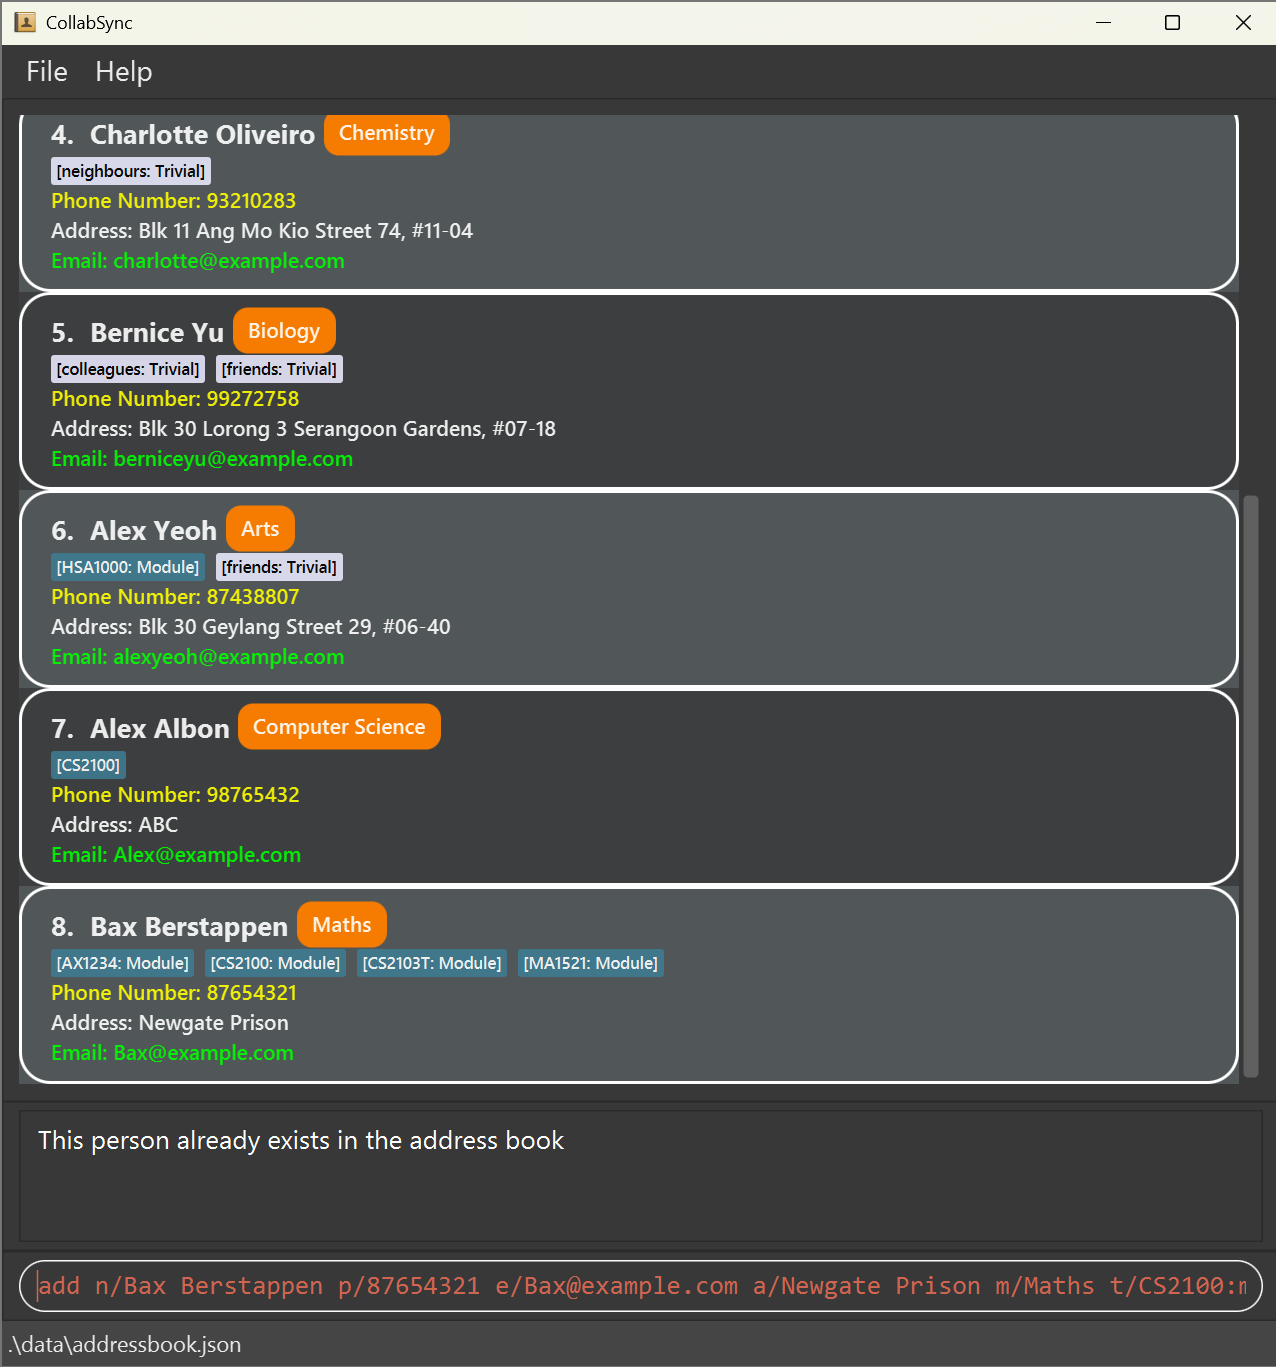 CollabSync
File Help
4. Charlotte Oliveiro Chemistry
[neighbours: Trivial]
Phone Number: 93210283
Address: Blk 11 Ang Mo Kio Street 74, #11-04
Email: charlotte@example.com
5. Bernice Yu Biology
[colleagues: Trivial] [friends: Trivial]
Phone Number: 99272758
Address: Blk 30 Lorong 3 Serangoon Gardens, #07-18
Email: berniceyu@example.com
6. Alex Yeoh Arts
[HSA1000: Module] [friends: Trivial]
Phone Number: 87438807
Address: Blk 30 Geylang Street 29, #06-40
Email: alexyeoh@example.com
7. Alex Albon Computer Science
[CS2100]
Phone Number: 98765432
Address: ABC
Email: Alex@example.com
8. Bax Berstappen Maths
[AX1234: Module] [CS2100: Module] [CS2103T: Module] [MA1521: Module]
Phone Number: 87654321
Address: Newgate Prison
Email: Bax@example.com
This person already exists in the address book
add n/Bax Berstappen p/87654321 e/Bax@example.com a/Newgate Prison m/Maths t/CS2100:m
.\data\addressbook.json